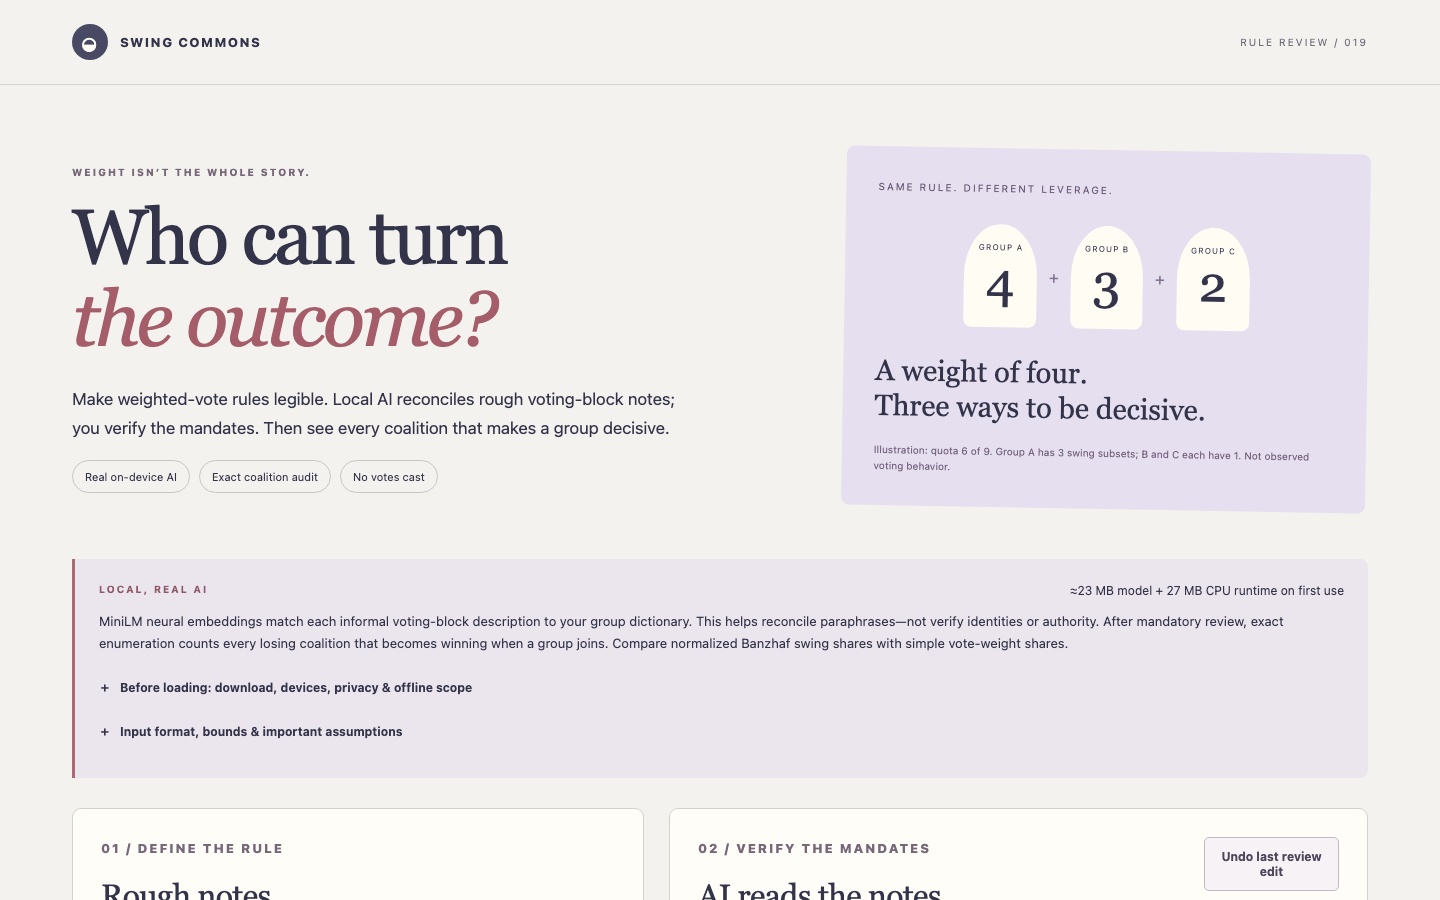 SWING COMMONS
RULE REVIEW / 019
WEIGHT ISN’T THE WHOLE STORY.
Who can turn
the outcome?
Make weighted-vote rules legible. Local AI reconciles rough voting-block notes;
you verify the mandates. Then see every coalition that makes a group decisive.
Real on-device AI
Exact coalition audit
No votes cast
SAME RULE. DIFFERENT LEVERAGE.
GROUP A
4
+
GROUP B
3
+
GROUP C
2
A weight of four.
Three ways to be decisive.
Illustration: quota 6 of 9. Group A has 3 swing subsets; B and C each have 1. Not observed
voting behavior.
LOCAL, REAL AI
≈23 MB model + 27 MB CPU runtime on first use
MiniLM neural embeddings match each informal voting-block description to your group dictionary. This helps reconcile paraphrases—not verify identities or authority. After mandatory review, exact
enumeration counts every losing coalition that becomes winning when a group joins. Compare normalized Banzhaf swing shares with simple vote-weight shares.
+ Before loading: download, devices, privacy & offline scope
+ Input format, bounds & important assumptions
01 / DEFINE THE RULE
Rough notes
02 / VERIFY THE MANDATES
AI reads the notes
Undo last review
edit